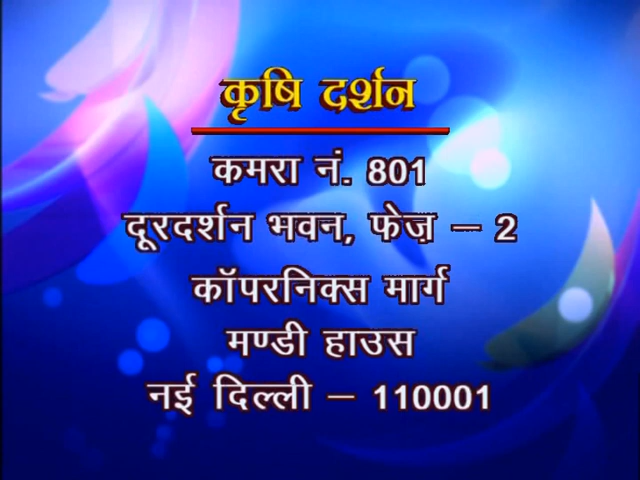 कृषि दर्शन
कमरा नं. 801
दूरदर्शन भवन, फेज़ – 2
कॉपरनिक्स मार्ग
मण्डी हाउस
नई दिल्ली – 110001